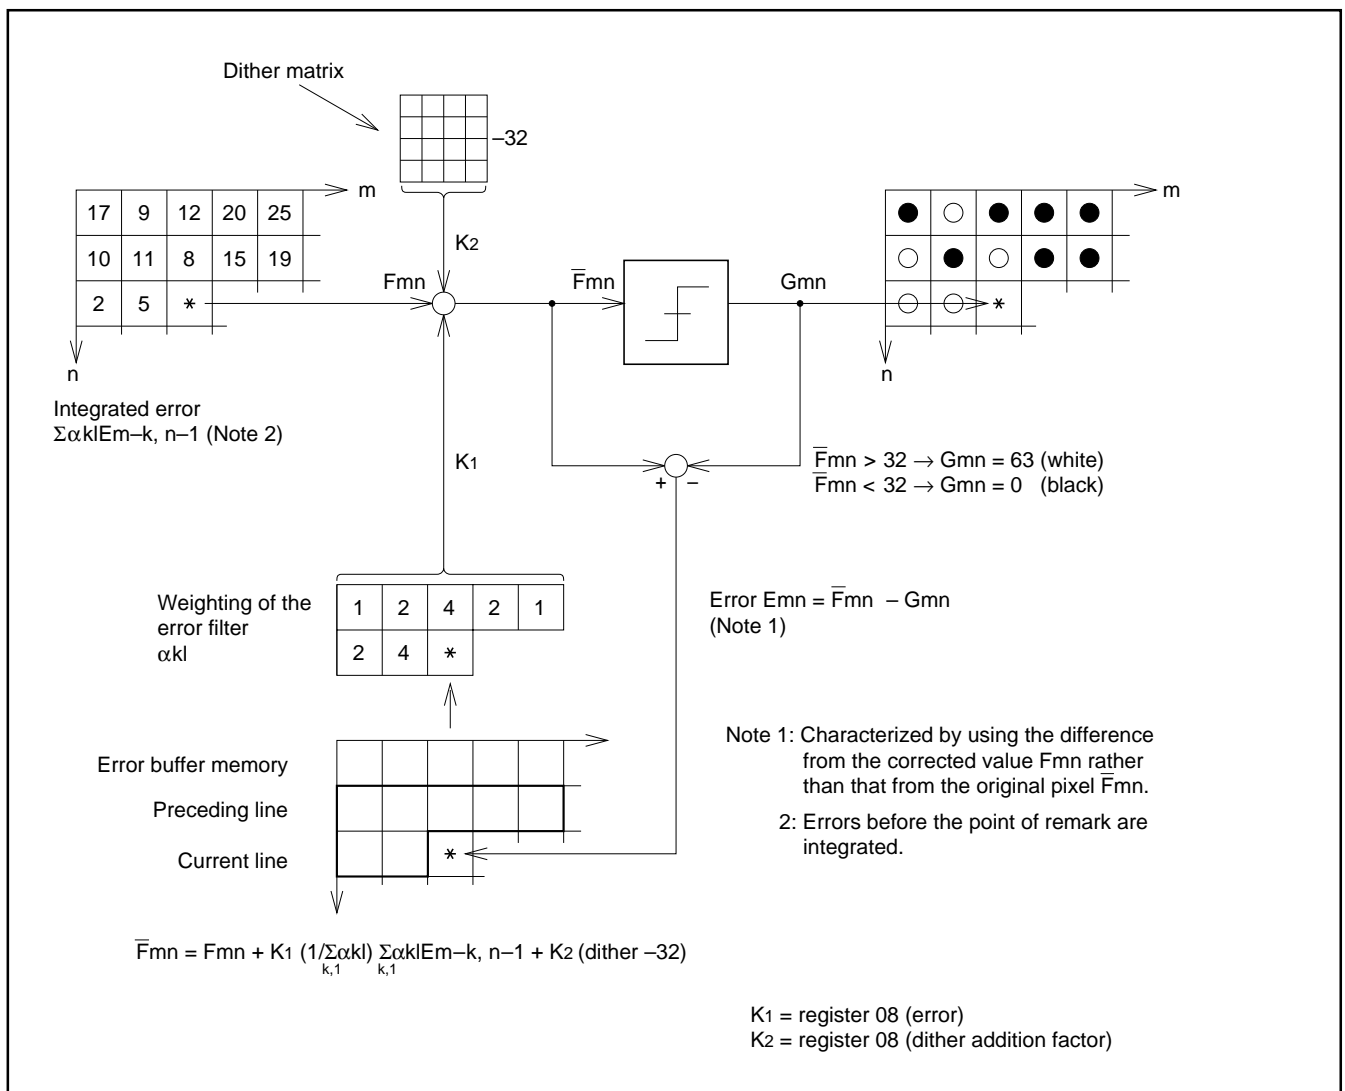 Dither matrix
–32
m
17 9 12 20 25
10 11 8 15 19
2 5 *
n
Fmn
K2
F̅mn
Gmn
m
*
n
Integrated error
ΣαklEm–k, n–1 (Note 2)
K1
+ –
F̅mn > 32 → Gmn = 63 (white)
F̅mn < 32 → Gmn = 0 (black)
Weighting of the
error filter
αkl
1 2 4 2 1
2 4 *
Error Emn = F̅mn – Gmn
(Note 1)
Error buffer memory
Preceding line
Current line
*
Note 1: Characterized by using the difference
from the corrected value Fmn rather
than that from the original pixel F̅mn.
2: Errors before the point of remark are
integrated.
F̅mn = Fmn + K1 (1/Σαkl) ΣαklEm–k, n–1 + K2 (dither –32)
k,1 k,1
K1 = register 08 (error)
K2 = register 08 (dither addition factor)